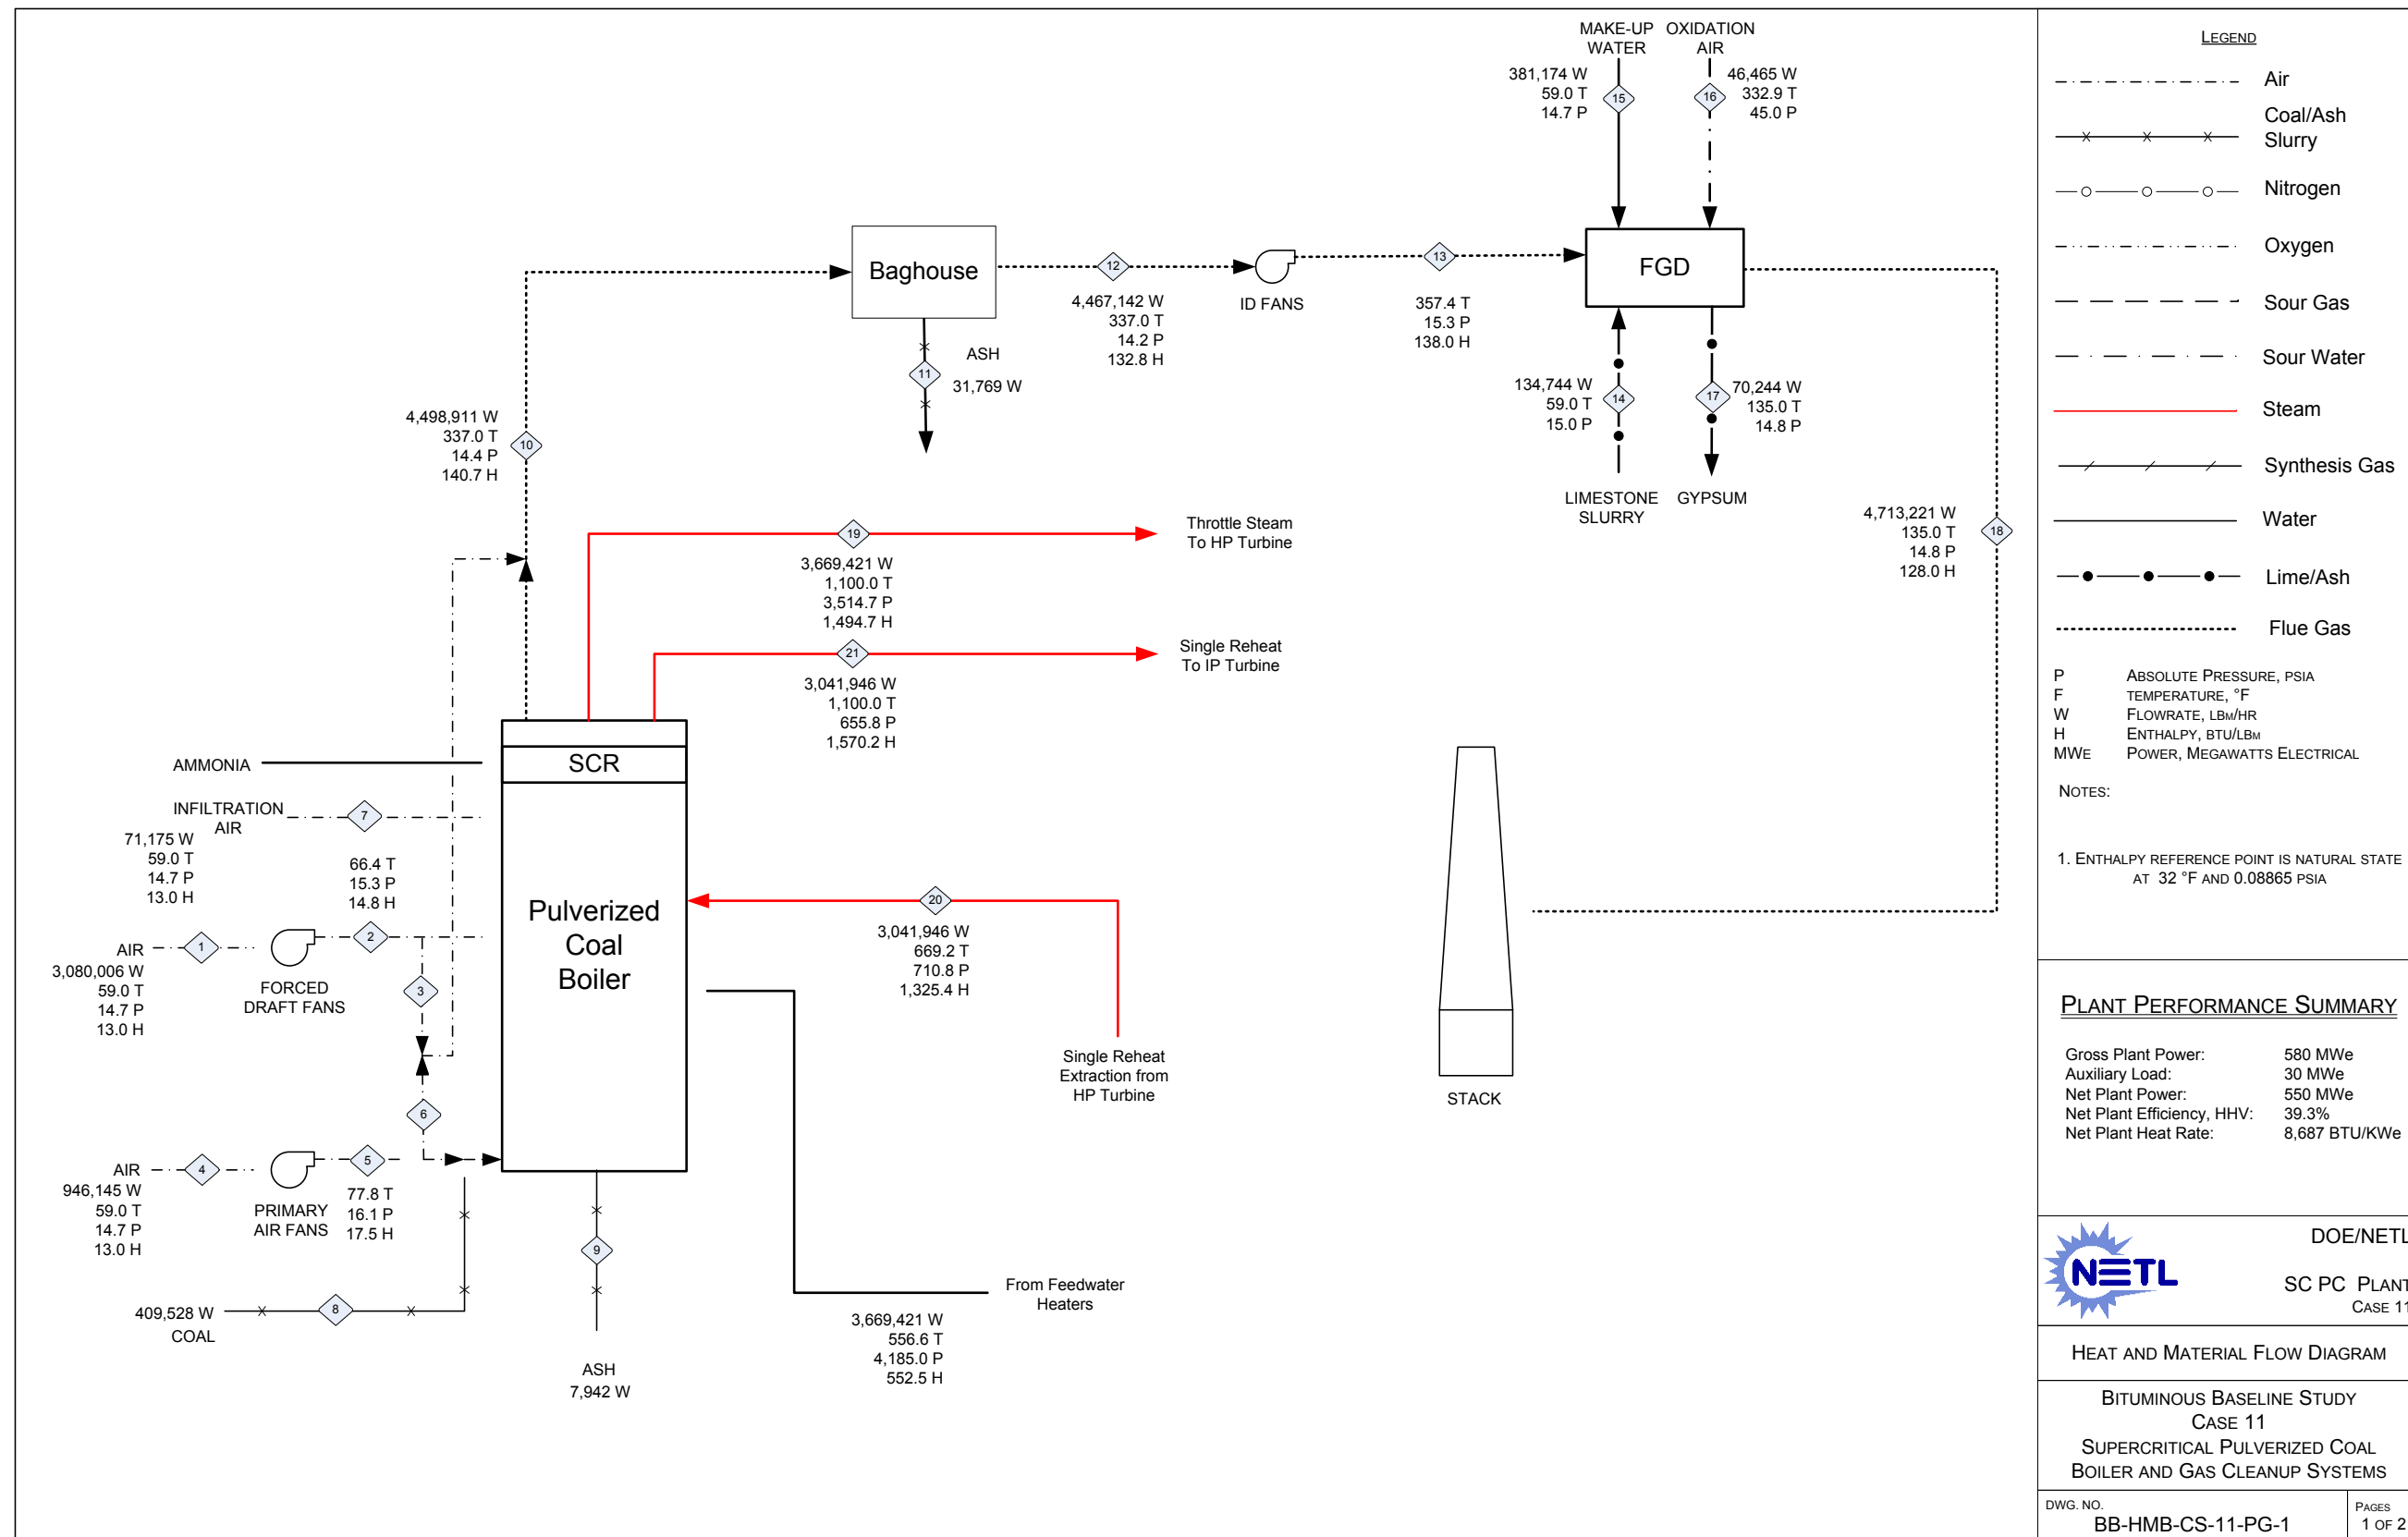 MAKE-UP
WATER
OXIDATION
AIR
381,174 W
59.0 T
14.7 P
15
16
46,465 W
332.9 T
45.0 P
Baghouse
12
4,467,142 W
337.0 T
14.2 P
132.8 H
ID FANS
13
357.4 T
15.3 P
138.0 H
FGD
ASH
31,769 W
11
4,498,911 W
337.0 T
14.4 P
140.7 H
10
134,744 W
59.0 T
15.0 P
14
17
70,244 W
135.0 T
14.8 P
LIMESTONE
SLURRY
GYPSUM
4,713,221 W
135.0 T
14.8 P
128.0 H
18
19
3,669,421 W
1,100.0 T
3,514.7 P
1,494.7 H
Throttle Steam
To HP Turbine
21
3,041,946 W
1,100.0 T
655.8 P
1,570.2 H
Single Reheat
To IP Turbine
SCR
Pulverized
Coal
Boiler
AMMONIA
INFILTRATION
AIR
7
71,175 W
59.0 T
14.7 P
13.0 H
66.4 T
15.3 P
14.8 H
AIR
1
2
3,080,006 W
59.0 T
14.7 P
13.0 H
FORCED
DRAFT FANS
3
6
AIR
4
5
946,145 W
59.0 T
14.7 P
13.0 H
PRIMARY
AIR FANS
77.8 T
16.1 P
17.5 H
409,528 W
COAL
8
9
ASH
7,942 W
20
3,041,946 W
669.2 T
710.8 P
1,325.4 H
Single Reheat
Extraction from
HP Turbine
From Feedwater
Heaters
3,669,421 W
556.6 T
4,185.0 P
552.5 H
STACK
LEGEND
Air
Coal/Ash
Slurry
Nitrogen
Oxygen
Sour Gas
Sour Water
Steam
Synthesis Gas
Water
Lime/Ash
Flue Gas
P ABSOLUTE PRESSURE, PSIA
F TEMPERATURE, °F
W FLOWRATE, LBM/HR
H ENTHALPY, BTU/LBM
MWE POWER, MEGAWATTS ELECTRICAL
NOTES:
1. ENTHALPY REFERENCE POINT IS NATURAL STATE
AT 32 °F AND 0.08865 PSIA
PLANT PERFORMANCE SUMMARY
Gross Plant Power: 580 MWe
Auxiliary Load: 30 MWe
Net Plant Power: 550 MWe
Net Plant Efficiency, HHV: 39.3%
Net Plant Heat Rate: 8,687 BTU/KWe
NETL
DOE/NETL
SC PC PLANT
CASE 11
HEAT AND MATERIAL FLOW DIAGRAM
BITUMINOUS BASELINE STUDY
CASE 11
SUPERCRITICAL PULVERIZED COAL
BOILER AND GAS CLEANUP SYSTEMS
DWG. NO.
BB-HMB-CS-11-PG-1
PAGES
1 OF 2